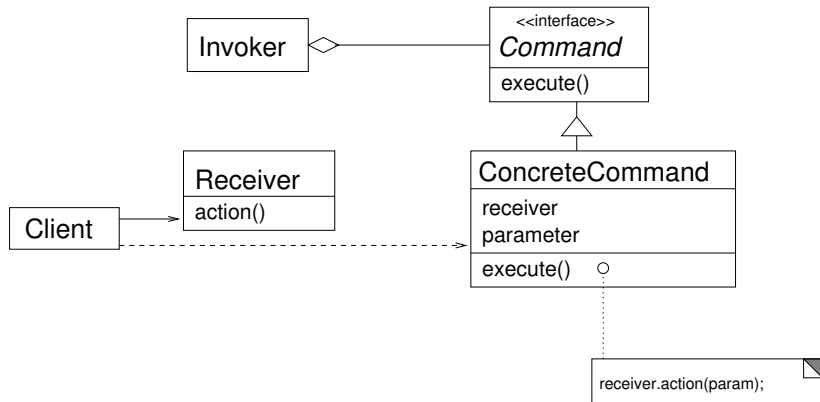 Invoker
<<interface>>
Command
execute()
Client
Receiver
action()
ConcreteCommand
receiver
parameter
execute()
receiver.action(param);